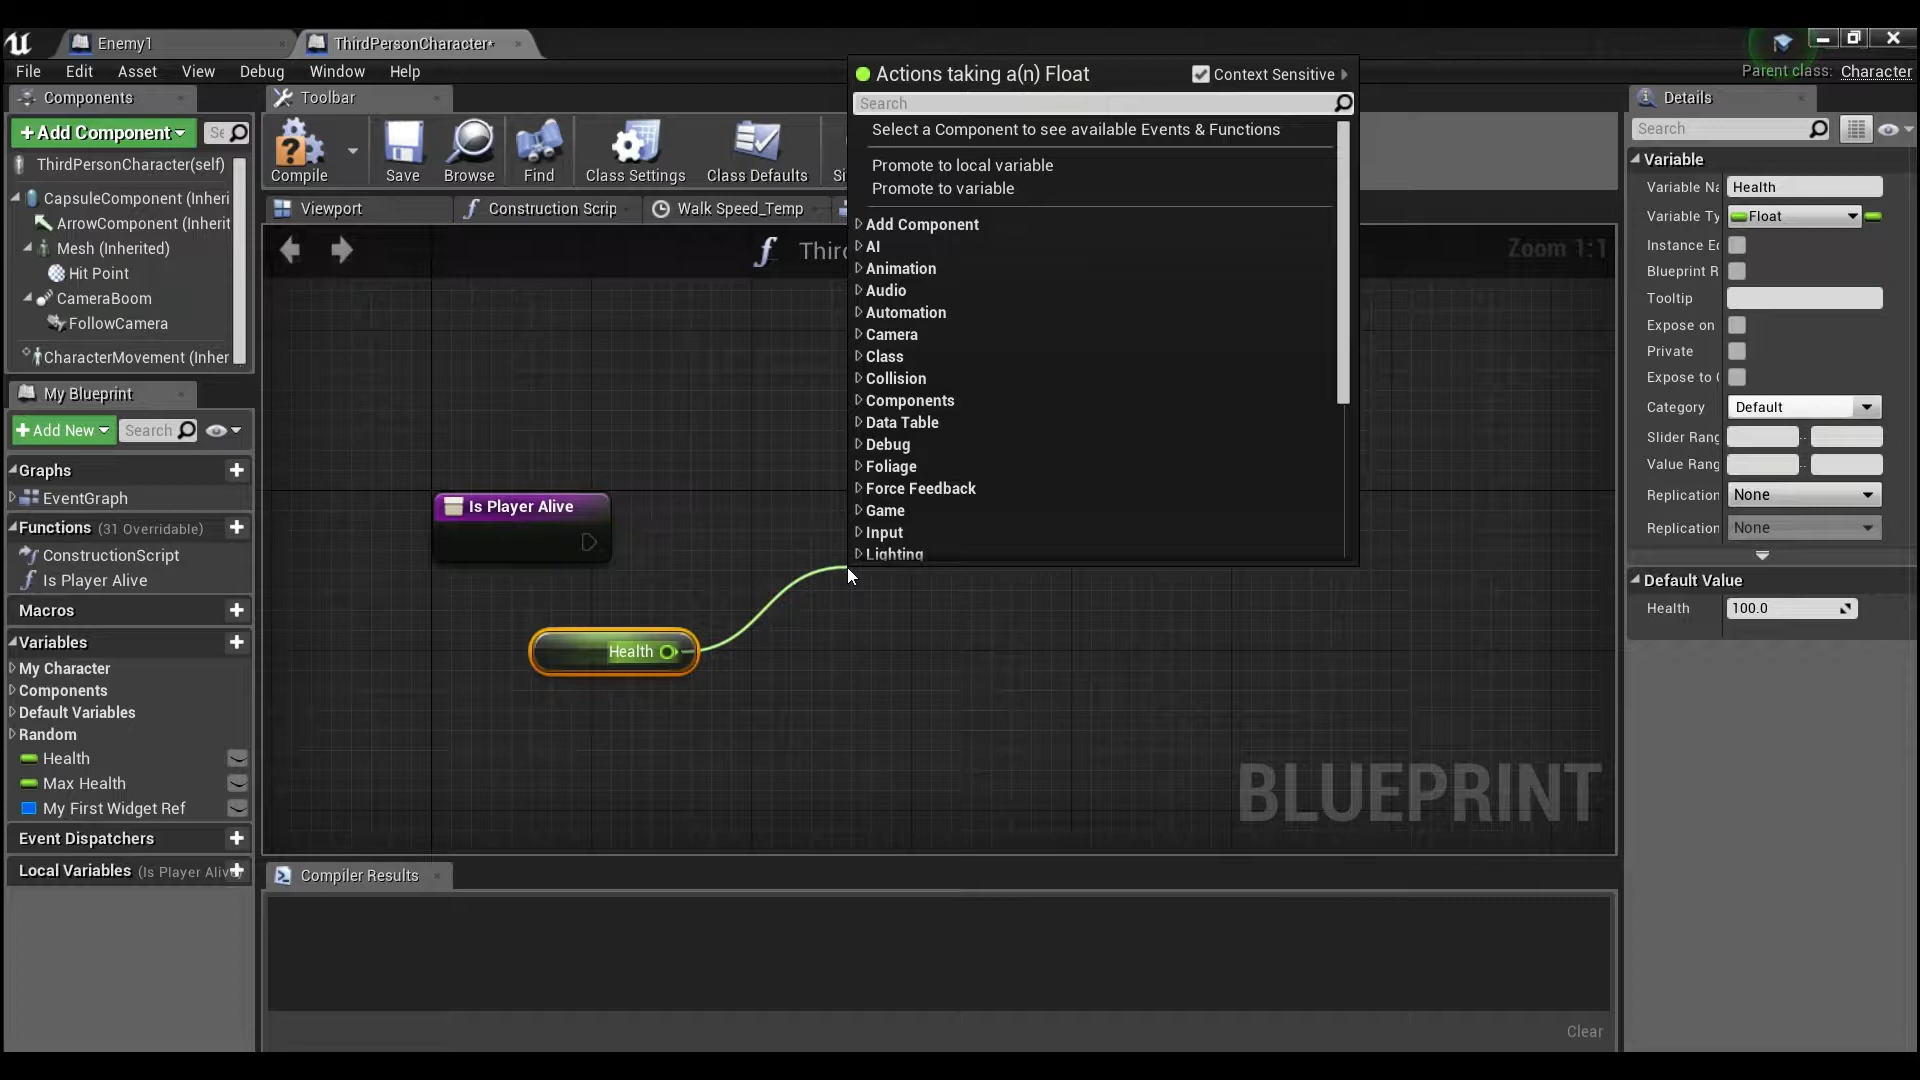 Enemy1
ThirdPersonCharacter*
File Edit Asset View Debug Window Help
Parent class: Character
Components
+Add Component
Se
ThirdPersonCharacter(self)
CapsuleComponent (Inheri
ArrowComponent (Inherit
Mesh (Inherited)
Hit Point
CameraBoom
FollowCamera
CharacterMovement (Inher
My Blueprint
+Add New
Search
Graphs
EventGraph
Functions (31 Overridable)
ConstructionScript
Is Player Alive
Macros
Variables
My Character
Components
Default Variables
Random
Health
Max Health
My First Widget Ref
Event Dispatchers
Local Variables (Is Player Aliv
Toolbar
Compile
Save
Browse
Find
Class Settings
Class Defaults
Si
Viewport
Construction Scrip
Walk Speed_Temp
Thir
Zoom 1:1
Is Player Alive
Health
BLUEPRINT
Actions taking a(n) Float
Context Sensitive
Search
Select a Component to see available Events & Functions
Promote to local variable
Promote to variable
Add Component
AI
Animation
Audio
Automation
Camera
Class
Collision
Components
Data Table
Debug
Foliage
Force Feedback
Game
Input
Lighting
Compiler Results
Clear
Details
Search
Variable
Variable Na Health
Variable Ty Float
Instance Ed
Blueprint R
Tooltip
Expose on
Private
Expose to C
Category Default
Slider Rang
Value Rang
Replication None
Replication None
Default Value
Health 100.0